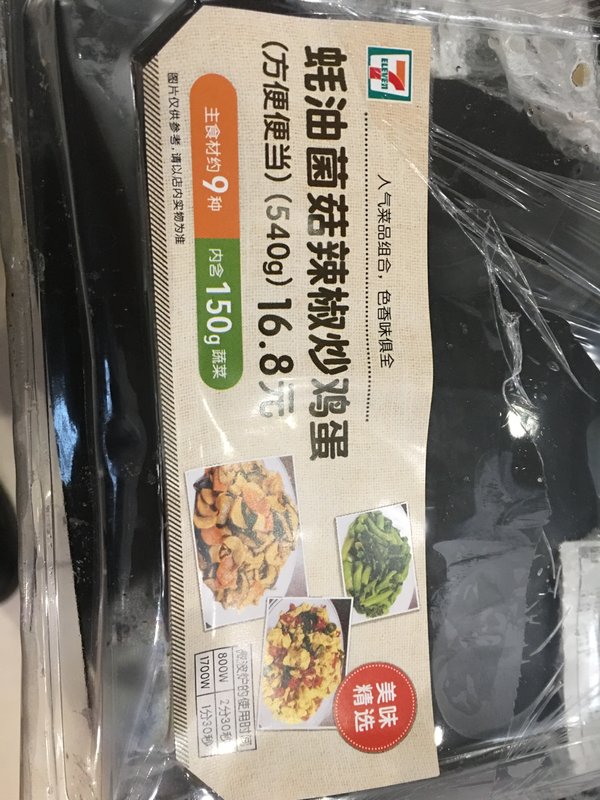 7
ELEVEN
人气菜品组合，色香味俱全
蚝油菌菇辣椒炒鸡蛋
(方便便当)(540g)16.8元
主食材约9种
内含150g蔬菜
图片仅供参考,请以店内实物为准
美味
精选
微波炉的使用时间
800W 2分30秒
1700W 1分30秒